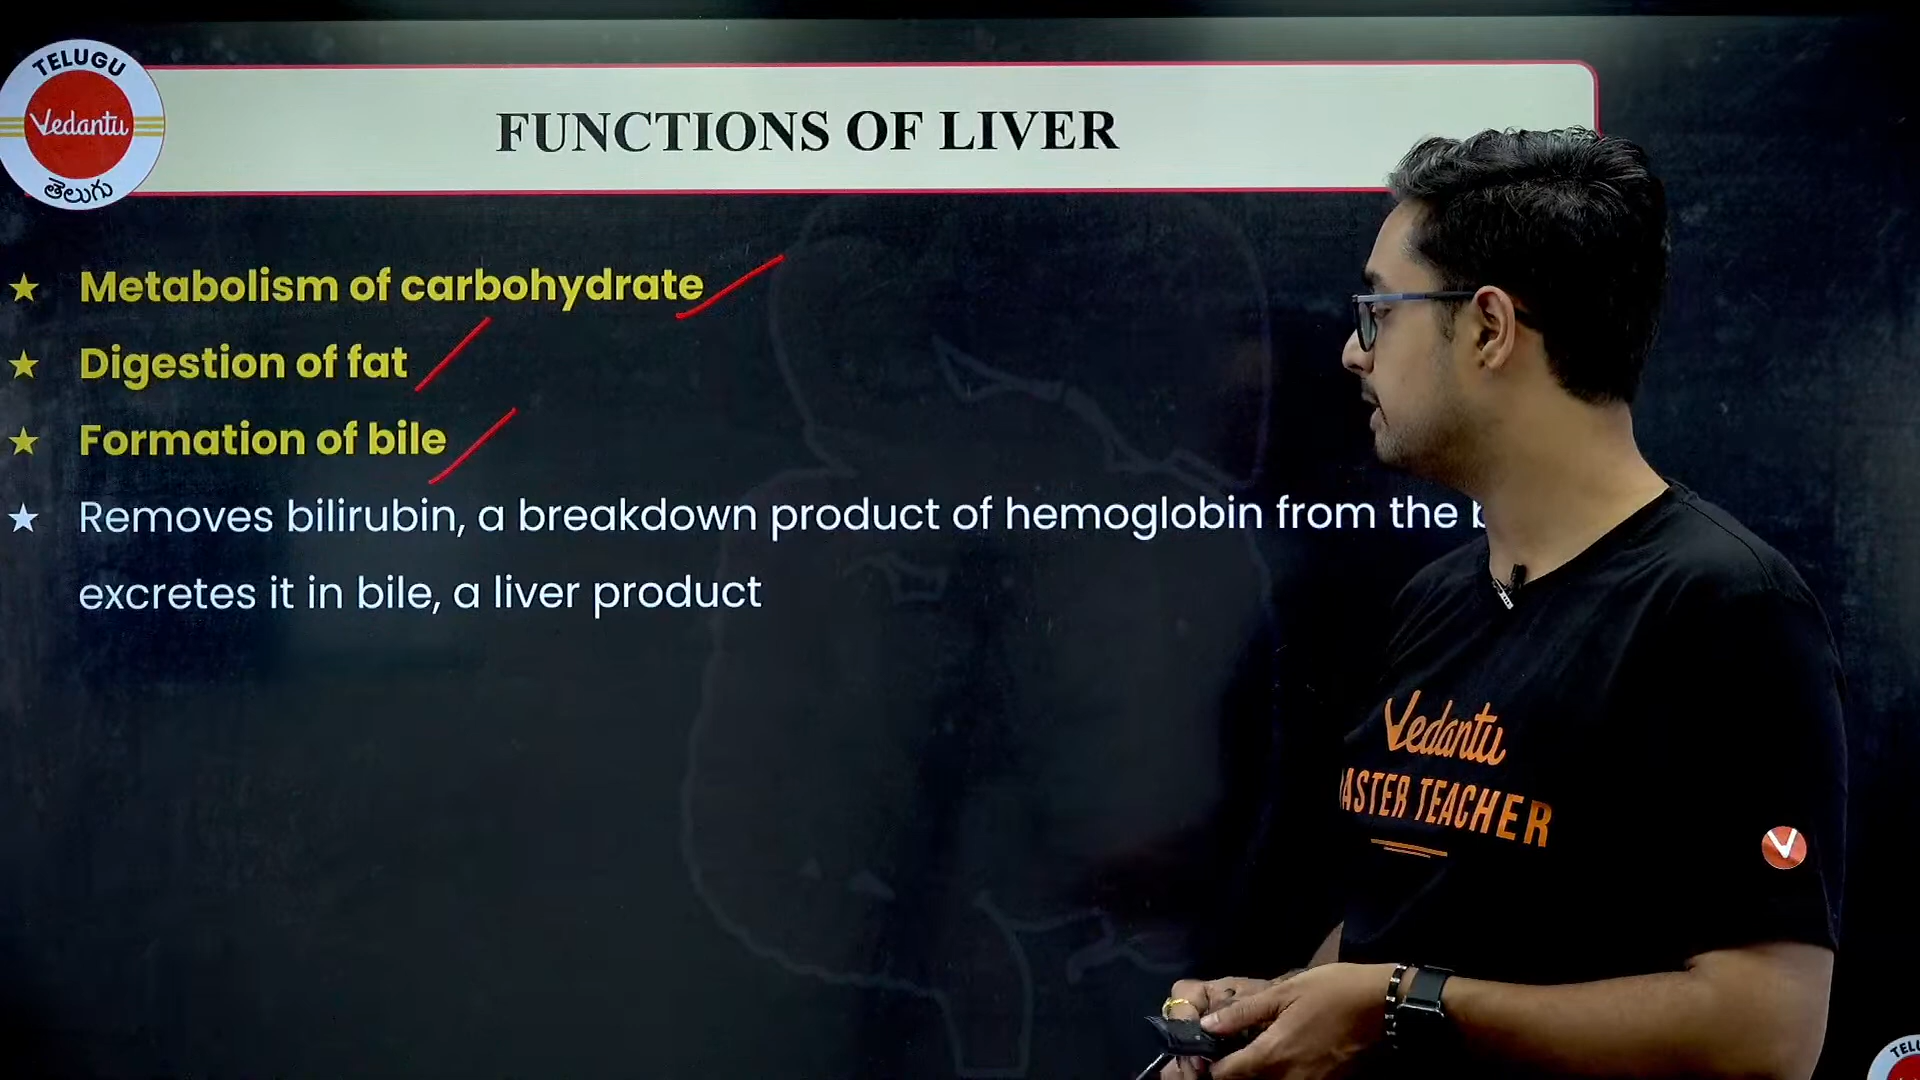 TELUGU
Vedantu
తెలుగు
FUNCTIONS OF LIVER
★ Metabolism of carbohydrate
★ Digestion of fat
★ Formation of bile
★ Removes bilirubin, a breakdown product of hemoglobin from the
excretes it in bile, a liver product
Vedantu
ASTER TEACHER
V
TELU